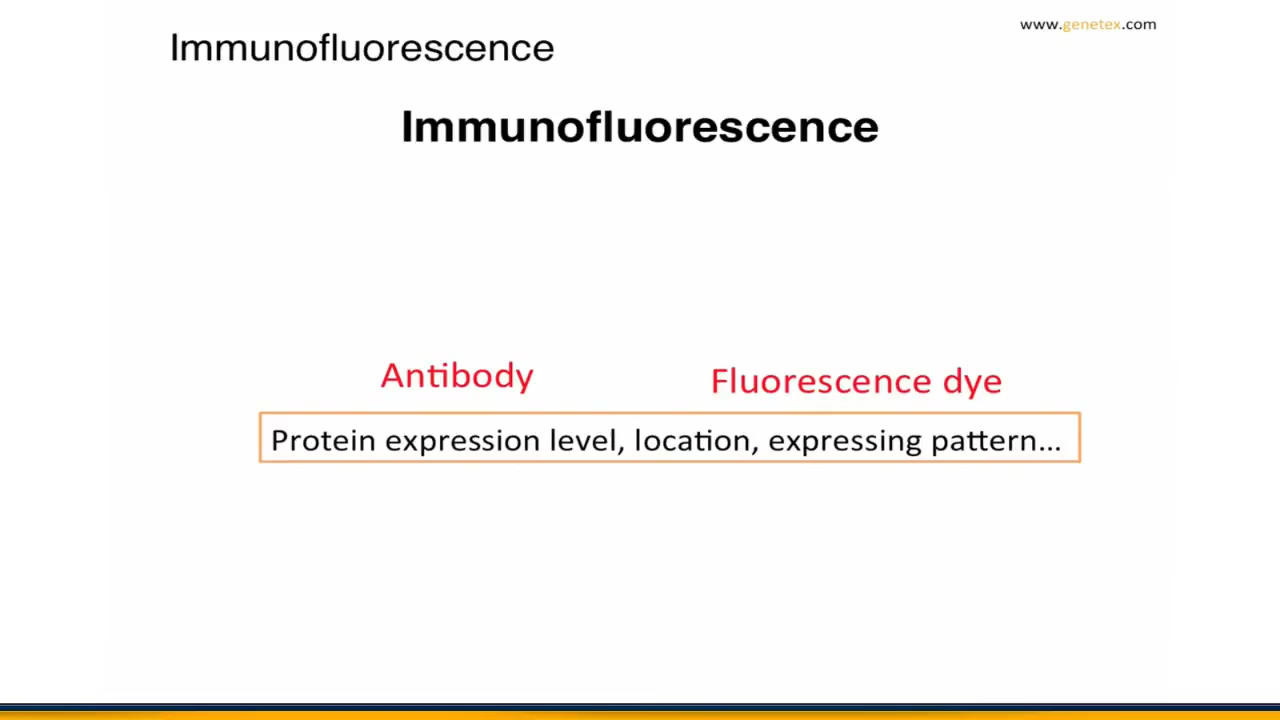 www.genetex.com
Immunofluorescence
Immunofluorescence
Antibody
Fluorescence dye
Protein expression level, location, expressing pattern...